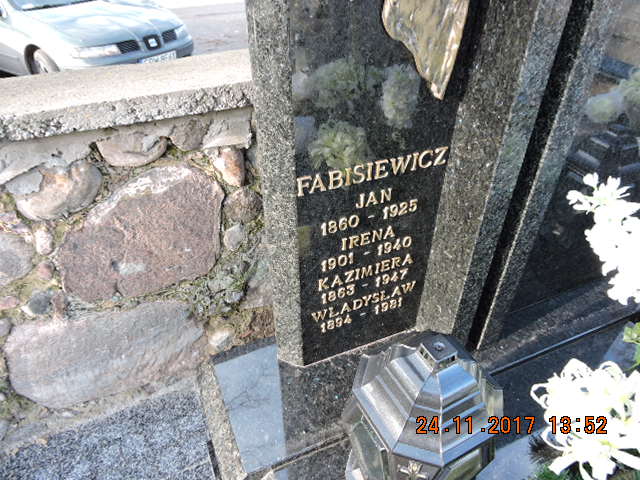 FABISIEWICZ
JAN
1860 - 1925
IRENA
1901 - 1940
KAZIMIERA
1863 - 1947
WŁADYSŁAW
1894 - 1981
24.11.2017 13:52